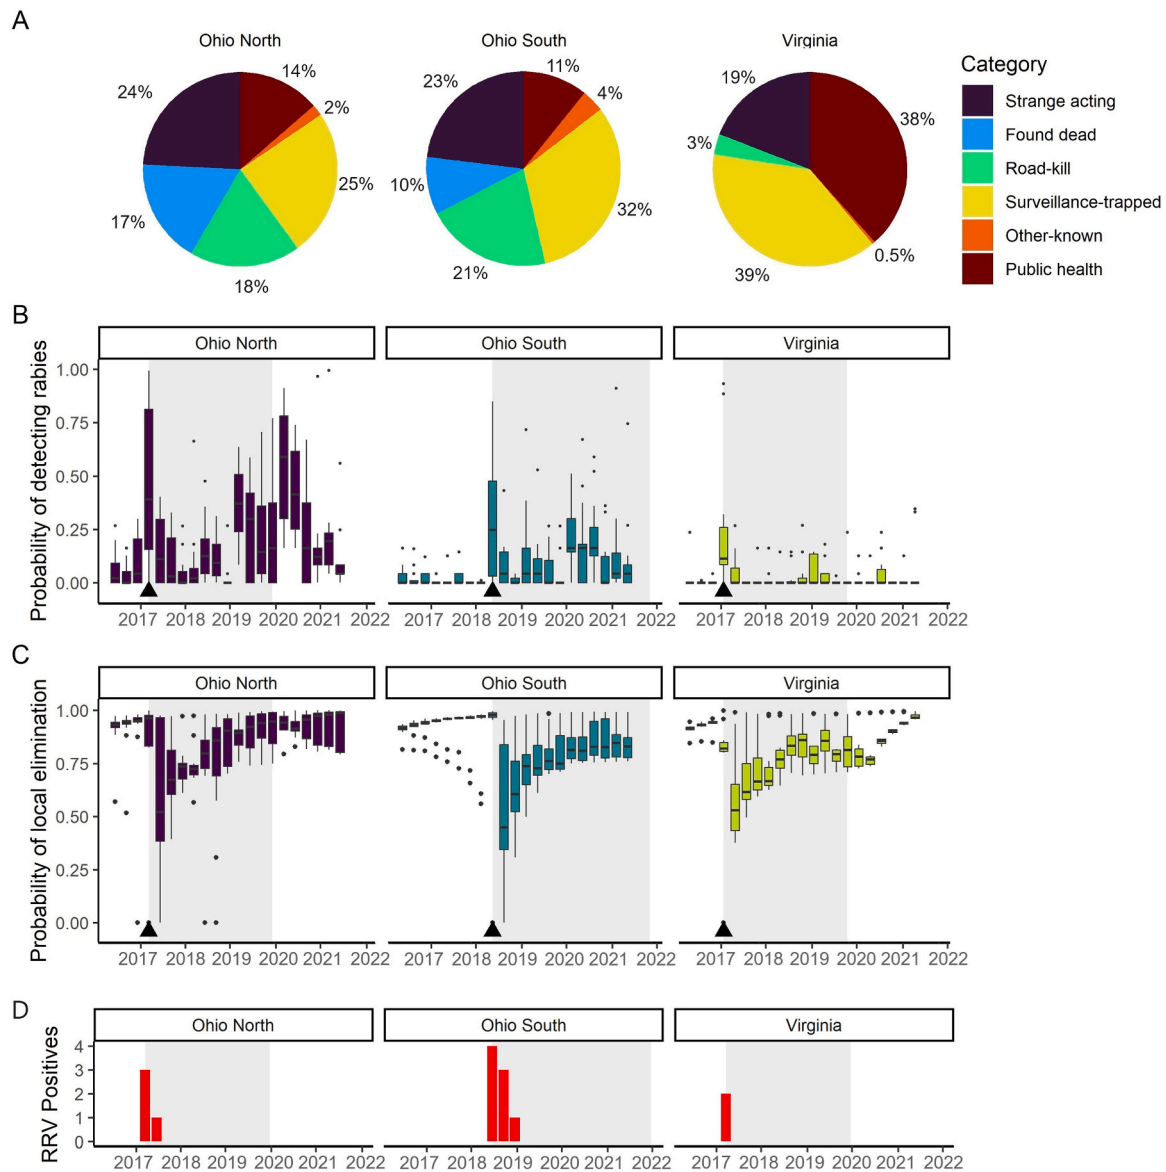 A
Ohio North
Ohio South
Virginia
24%
14%
2%
25%
18%
17%
23%
11%
4%
32%
21%
10%
19%
38%
0.5%
39%
3%
Category
Strange acting
Found dead
Road-kill
Surveillance-trapped
Other-known
Public health
B
Ohio North
Ohio South
Virginia
Probability of detecting rabies
1.00
0.75
0.50
0.25
0.00
2017 2018 2019 2020 2021 2022
2017 2018 2019 2020 2021 2022
2017 2018 2019 2020 2021 2022
C
Ohio North
Ohio South
Virginia
Probability of local elimination
1.00
0.75
0.50
0.25
0.00
2017 2018 2019 2020 2021 2022
2017 2018 2019 2020 2021 2022
2017 2018 2019 2020 2021 2022
D
Ohio North
Ohio South
Virginia
RRV Positives
4
3
2
1
0
2017 2018 2019 2020 2021 2022
2017 2018 2019 2020 2021 2022
2017 2018 2019 2020 2021 2022